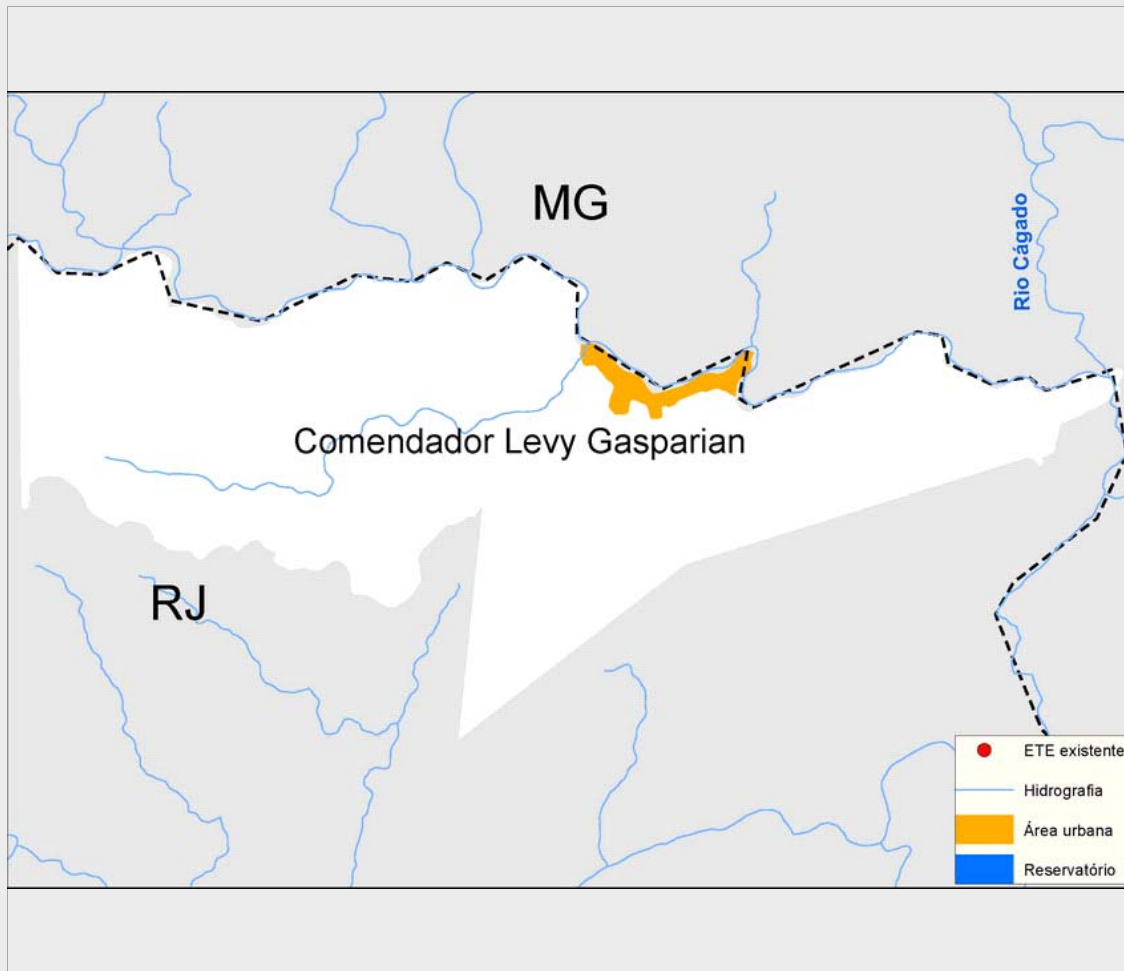 MG
Rio Cágado
Comendador Levy Gasparian
RJ
ETE existente
Hidrografia
Área urbana
Reservatório